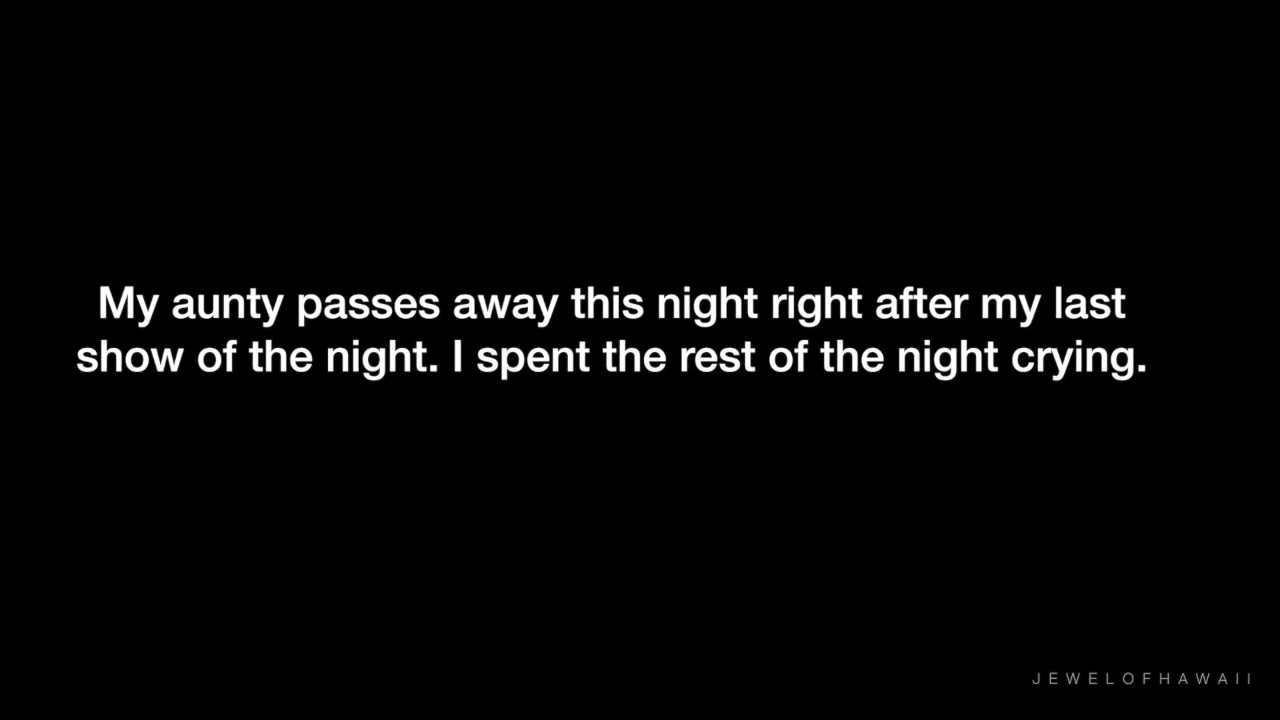 My aunty passes away this night right after my last
show of the night. I spent the rest of the night crying.
JEWELOFHAWAII